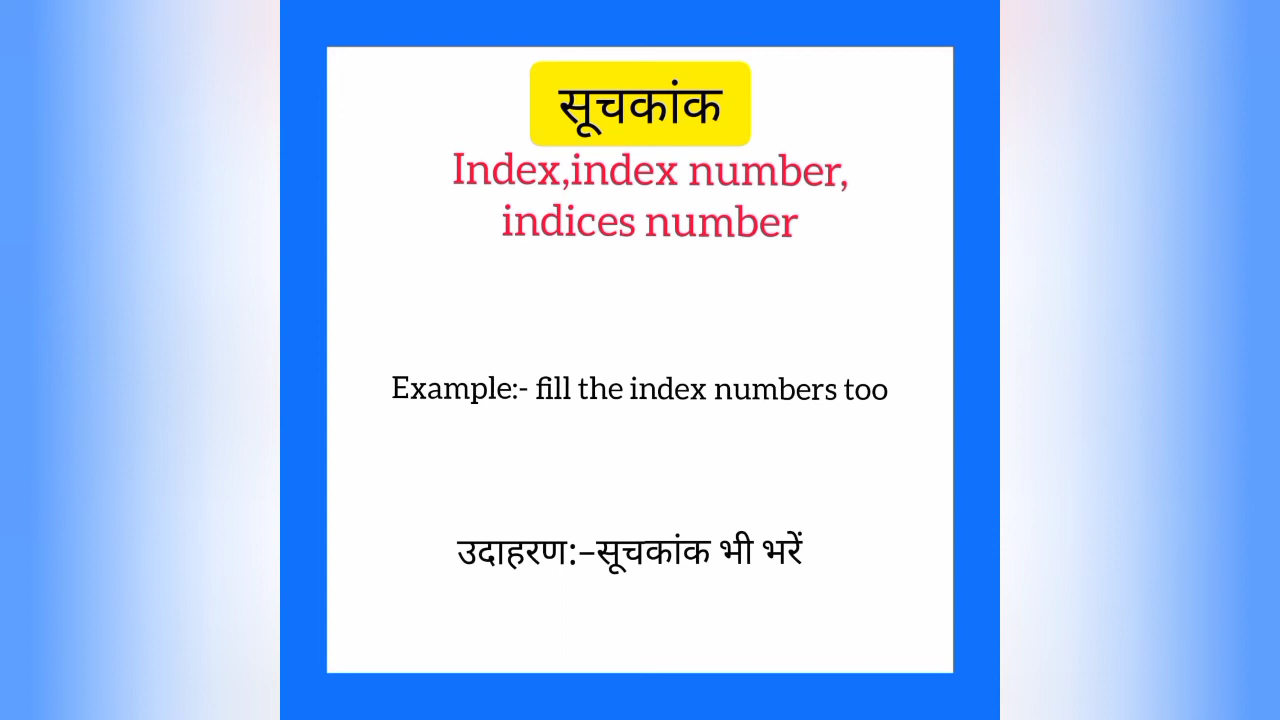 सूचकांक
Index,index number,
indices number
Example:- fill the index numbers too
उदाहरण:–सूचकांक भी भरें